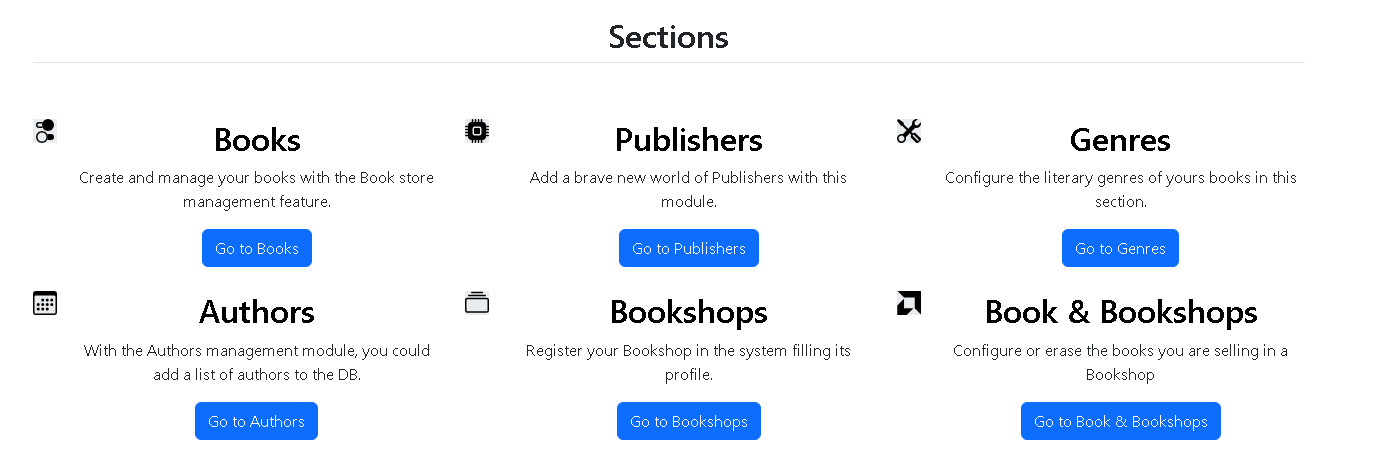 Sections
Books
Create and manage your books with the Book store
management feature.
Go to Books
Publishers
Add a brave new world of Publishers with this
module.
Go to Publishers
Genres
Configure the literary genres of yours books in this
section.
Go to Genres
Authors
With the Authors management module, you could
add a list of authors to the DB.
Go to Authors
Bookshops
Register your Bookshop in the system filling its
profile.
Go to Bookshops
Book & Bookshops
Configure or erase the books you are selling in a
Bookshop
Go to Book & Bookshops